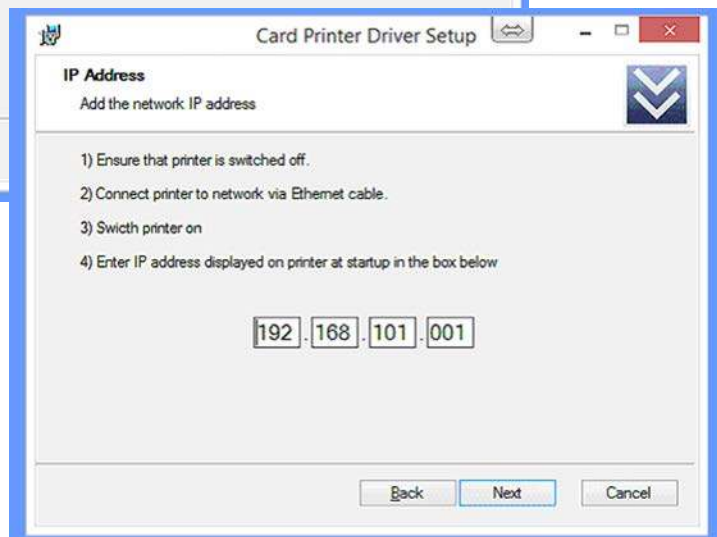 Card Printer Driver Setup
IP Address
Add the network IP address
1) Ensure that printer is switched off.
2) Connect printer to network via Ethernet cable.
3) Swicth printer on
4) Enter IP address displayed on printer at startup in the box below
192 . 168 . 101 . 001
Back Next Cancel